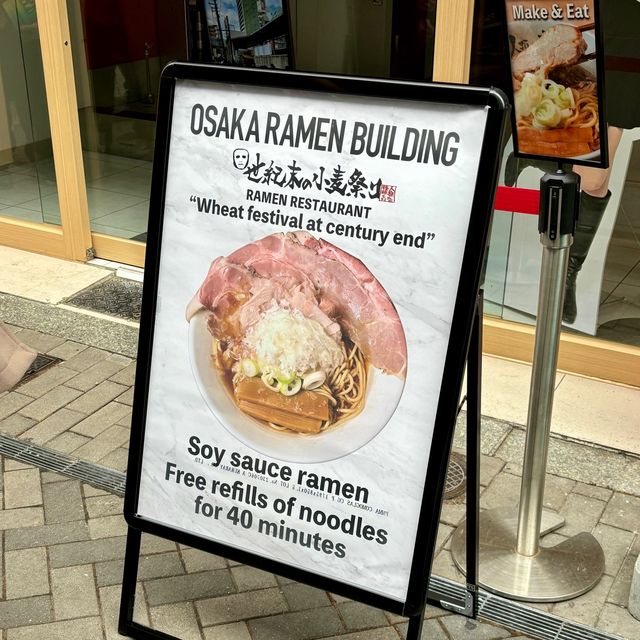 Make & Eat
OSAKA RAMEN BUILDING
世紀末の小麦祭り
RAMEN RESTAURANT
“Wheat festival at century end”
Soy sauce ramen
Free refills of noodles
for 40 minutes